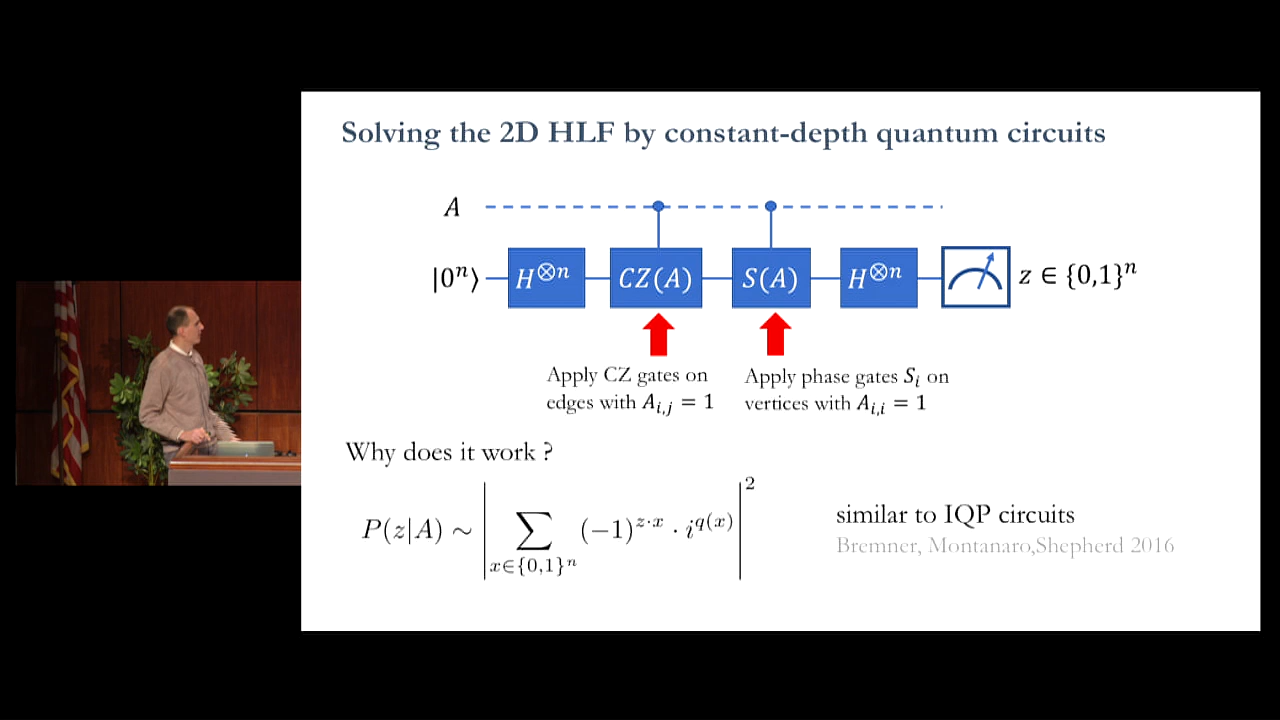 Solving the 2D HLF by constant-depth quantum circuits
A
|0ⁿ⟩ H^{⊗n} CZ(A) S(A) H^{⊗n} z ∈ {0,1}ⁿ
Apply CZ gates on
edges with A_{i,j} = 1
Apply phase gates S_i on
vertices with A_{i,i} = 1
Why does it work ?
P(z|A) ∼ | ∑_{x∈{0,1}ⁿ} (−1)^{z·x} · i^{q(x)} |²
similar to IQP circuits
Bremner, Montanaro,Shepherd 2016